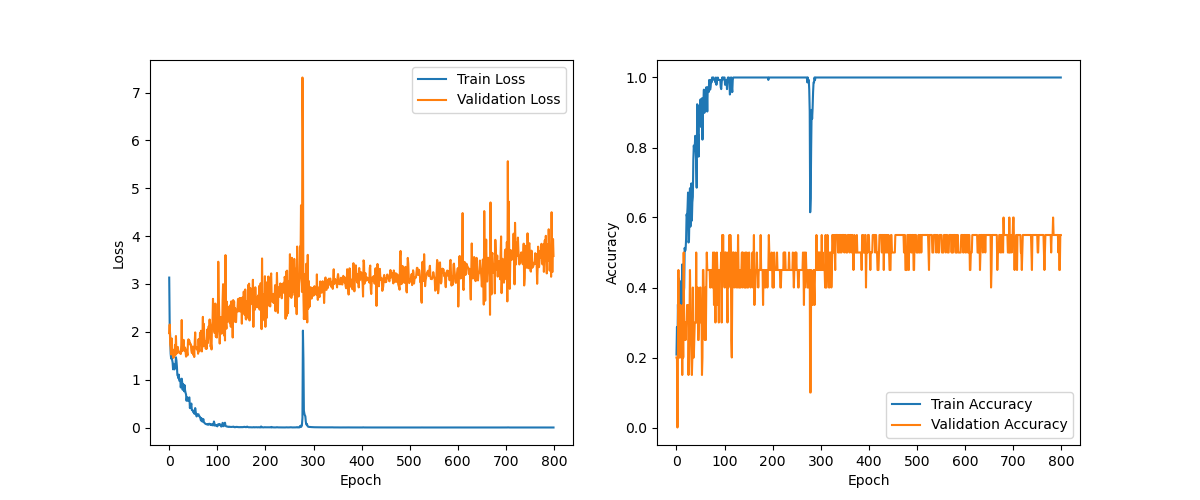 Train Loss
Validation Loss
7
6
5
4
3
2
1
0
Loss
0 100 200 300 400 500 600 700 800
Epoch
1.0
0.8
0.6
0.4
0.2
0.0
Accuracy
Train Accuracy
Validation Accuracy
0 100 200 300 400 500 600 700 800
Epoch